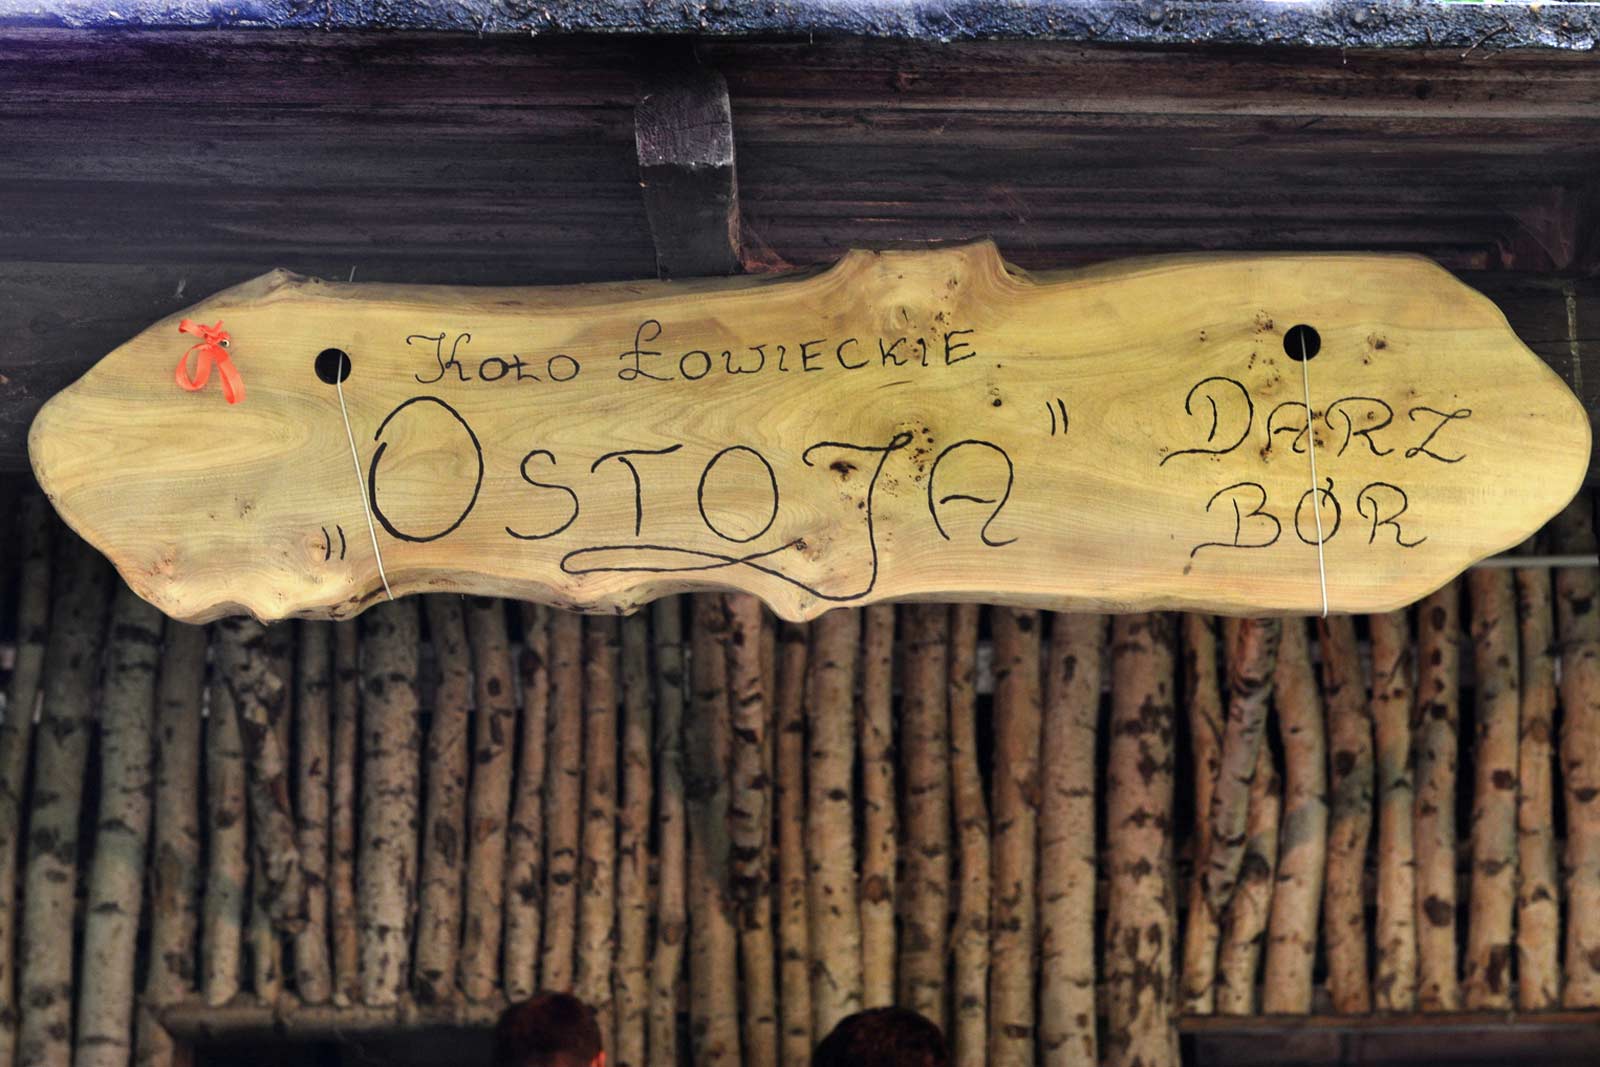 Koło Łowieckie
„Ostoja"
Darz
Bór